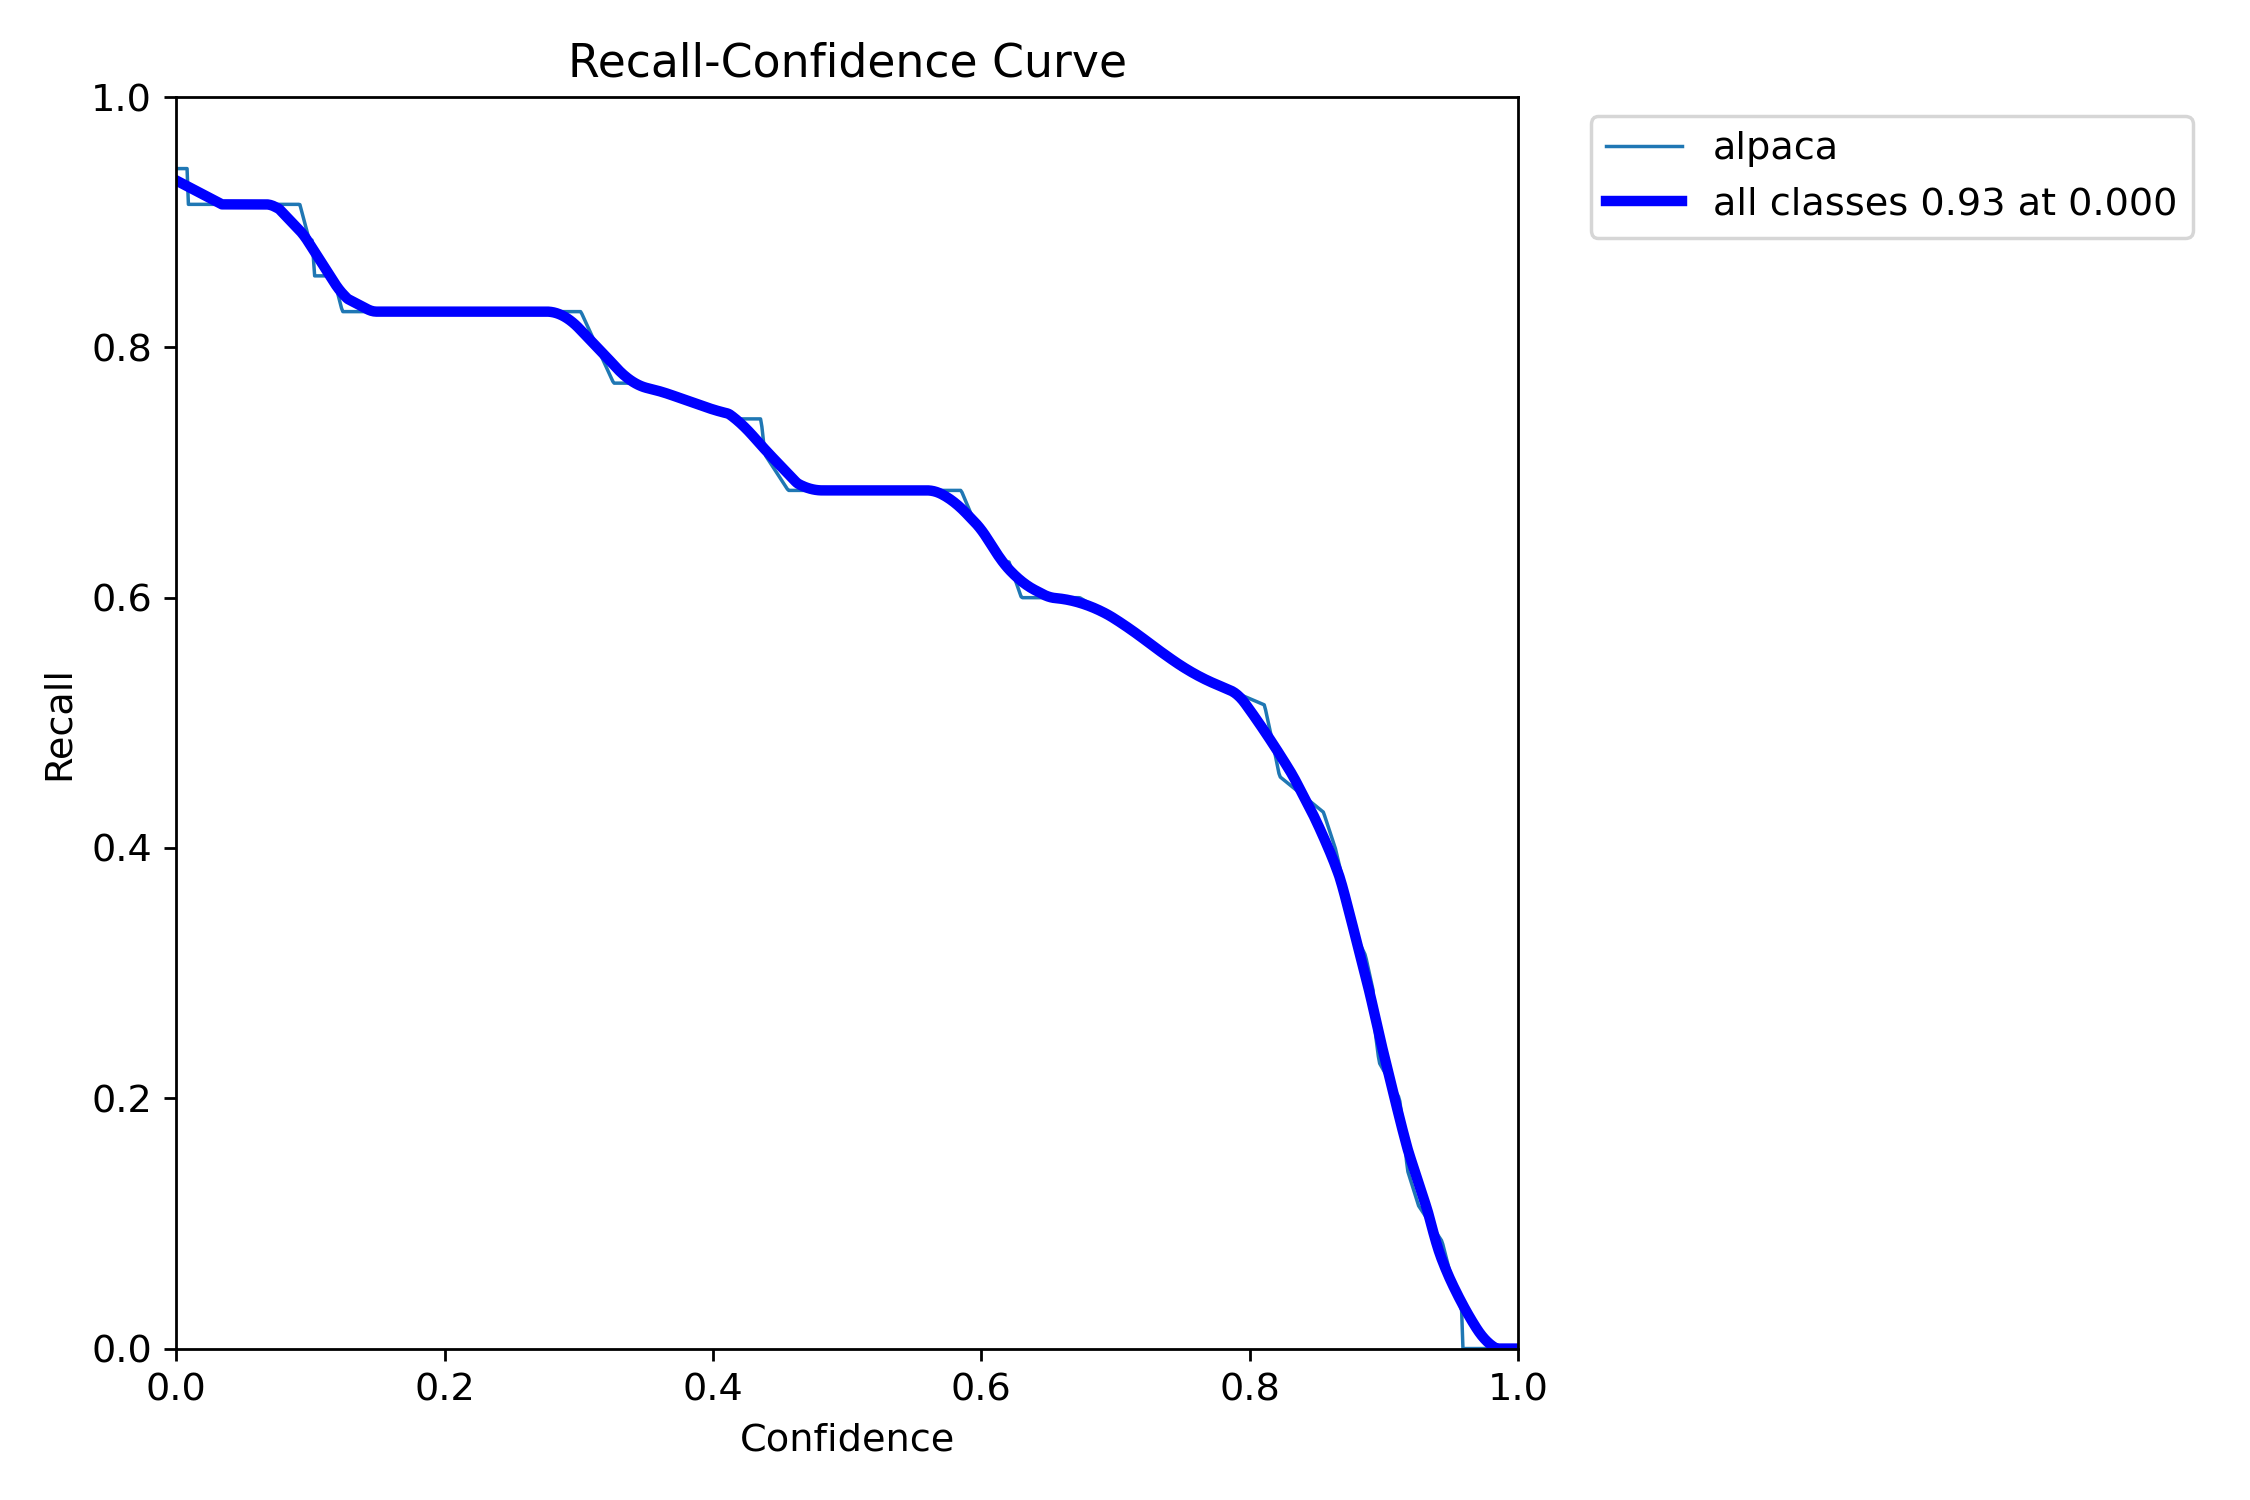 Recall-Confidence Curve
1.0
0.8
0.6
0.4
0.2
0.0
Recall
0.0 0.2 0.4 0.6 0.8 1.0
Confidence
alpaca
all classes 0.93 at 0.000